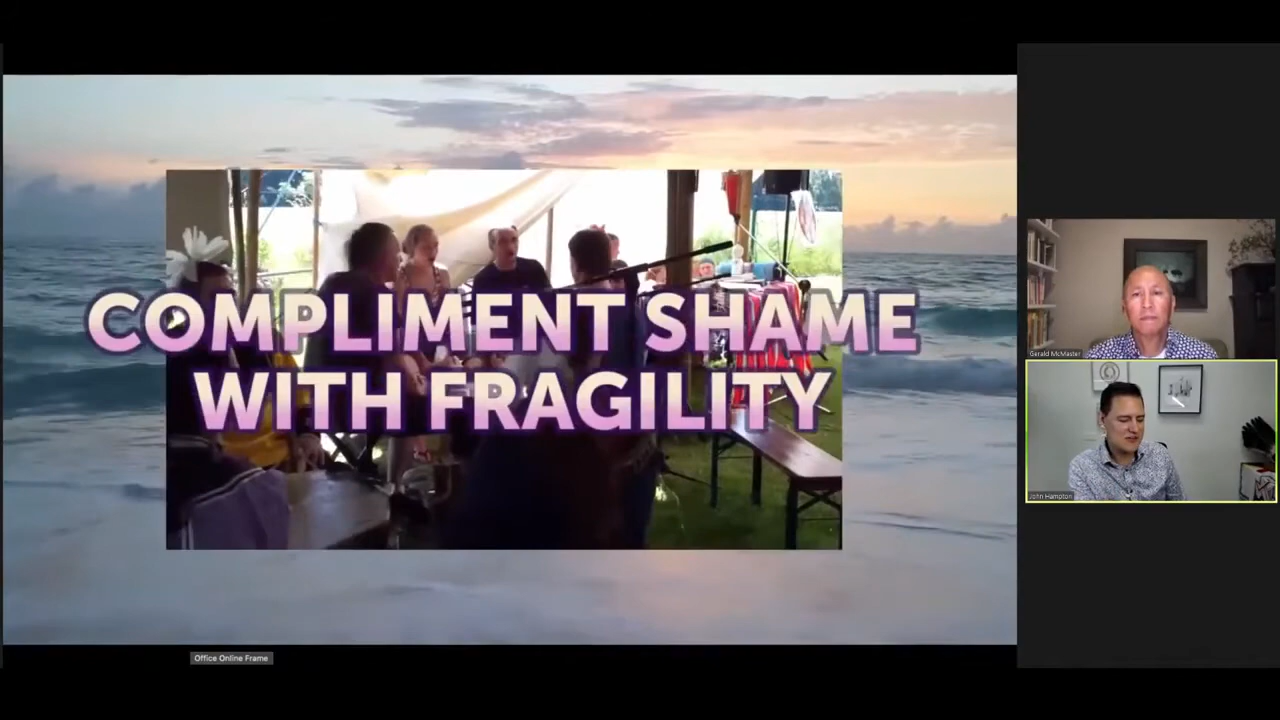 COMPLIMENT SHAME
WITH FRAGILITY
Gerald McMaster
John Hampton
Office Online Frame